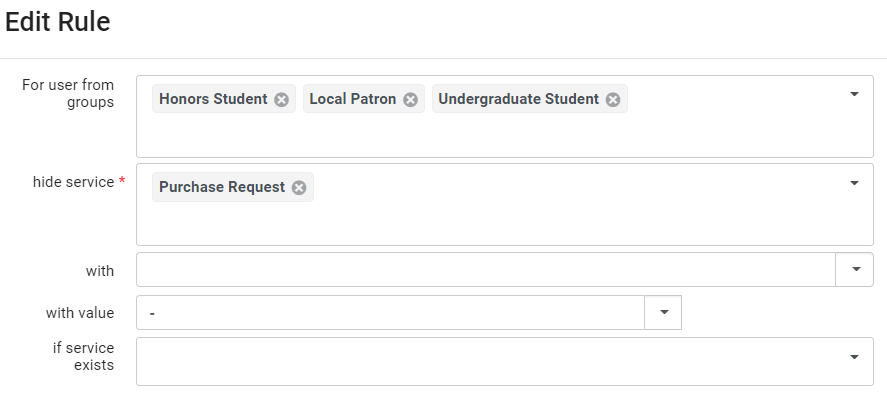 Edit Rule
For user from
groups
Honors Student Local Patron Undergraduate Student
hide service *
Purchase Request
with
with value
-
if service
exists